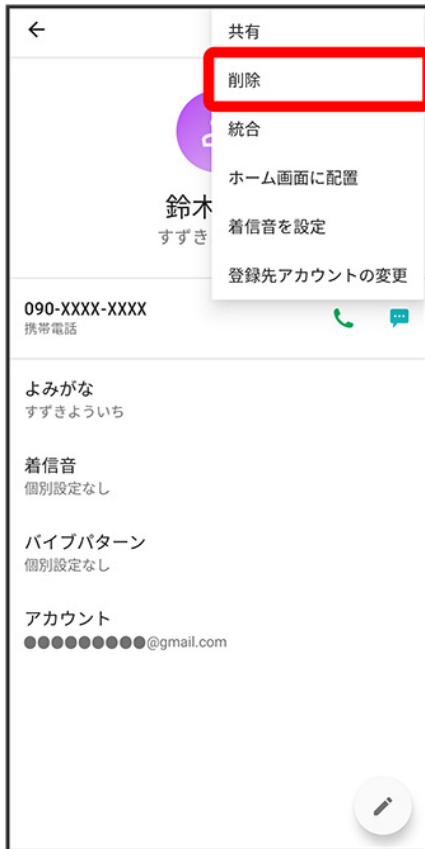 共有
削除
統合
ホーム画面に配置
着信音を設定
登録先アカウントの変更
鈴木
すずき
090-XXXX-XXXX
携帯電話
よみがな
すずきよういち
着信音
個別設定なし
バイブパターン
個別設定なし
アカウント
●●●●●●●●●@gmail.com